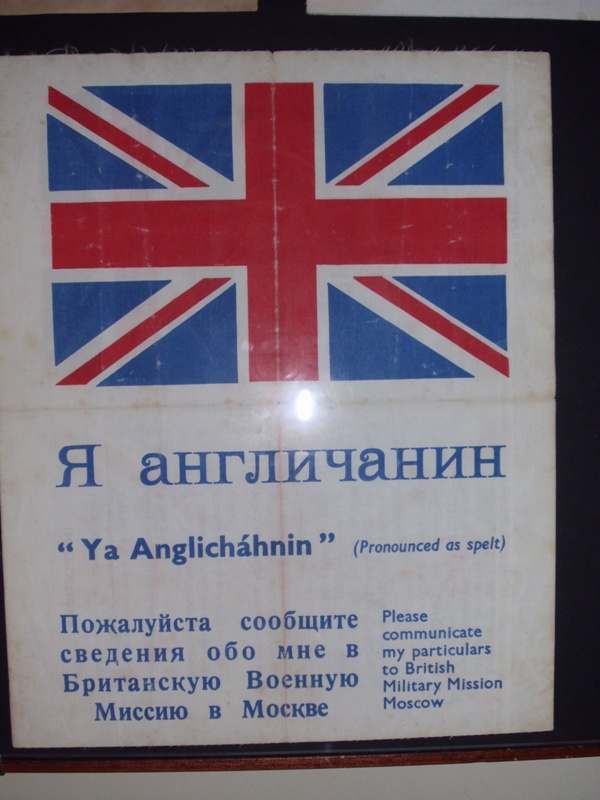 Я англичанин
“Ya Anglicháhnin” (Pronounced as spelt)
Пожалуйста сообщите
сведения обо мне в
Британскую Военную
Миссию в Москве
Please
communicate
my particulars
to British
Military Mission
Moscow